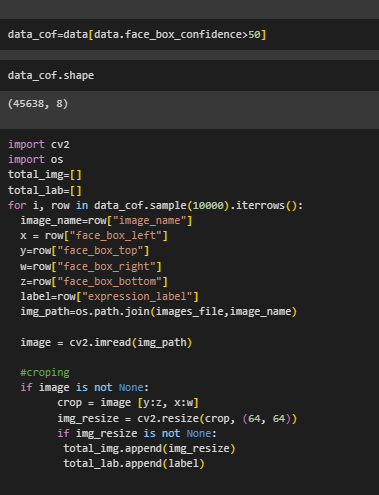 data_cof=data[data.face_box_confidence>50]
data_cof.shape
(45638, 8)
import cv2
import os
total_img=[]
total_lab=[]
for i, row in data_cof.sample(10000).iterrows():
  image_name=row["image_name"]
  x = row["face_box_left"]
  y=row["face_box_top"]
  w=row["face_box_right"]
  z=row["face_box_bottom"]
  label=row["expression_label"]
  img_path=os.path.join(images_file,image_name)
  image = cv2.imread(img_path)
  #croping
  if image is not None:
        crop = image [y:z, x:w]
        img_resize = cv2.resize(crop, (64, 64))
        if img_resize is not None:
         total_img.append(img_resize)
         total_lab.append(label)